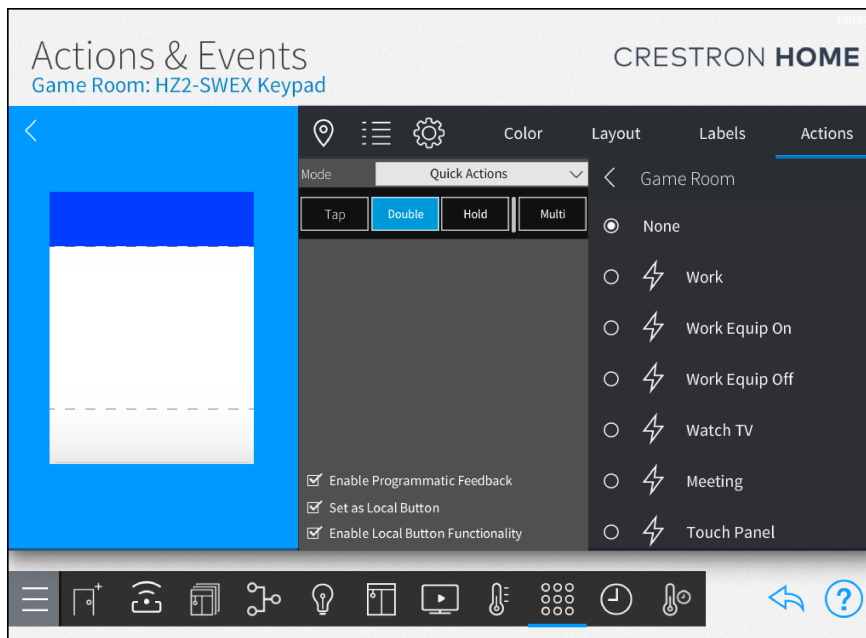 Actions & Events
CRESTRON HOME
Game Room: HZ2-SWEX Keypad
Color
Layout
Labels
Actions
Mode
Quick Actions
Game Room
Tap
Double
Hold
Multi
None
Work
Work Equip On
Work Equip Off
Watch TV
Meeting
Touch Panel
Enable Programmatic Feedback
Set as Local Button
Enable Local Button Functionality
?